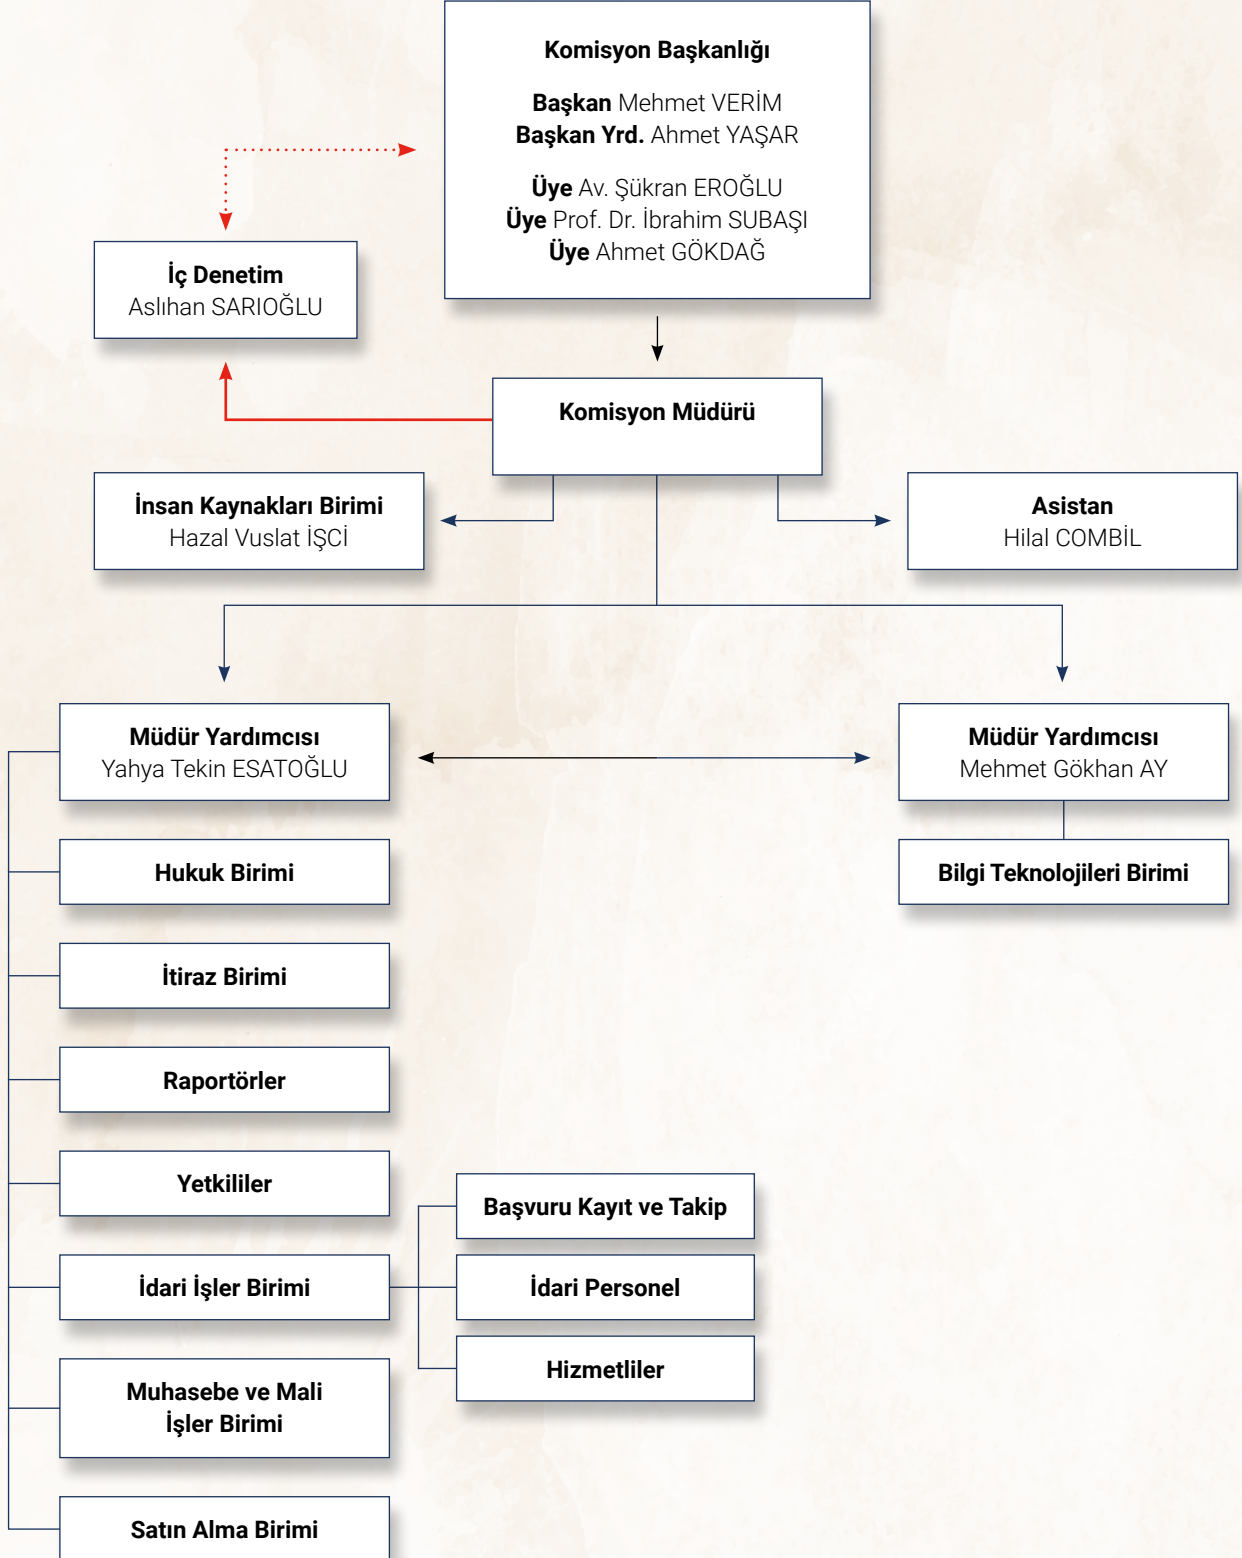 Komisyon Başkanlığı
Başkan Mehmet VERİM
Başkan Yrd. Ahmet YAŞAR
Üye Av. Şükran EROĞLU
Üye Prof. Dr. İbrahim SUBAŞI
Üye Ahmet GÖKDAĞ
İç Denetim
Aslıhan SARIOĞLU
Komisyon Müdürü
İnsan Kaynakları Birimi
Hazal Vuslat İŞCİ
Asistan
Hilal COMBİL
Müdür Yardımcısı
Yahya Tekin ESATOĞLU
Müdür Yardımcısı
Mehmet Gökhan AY
Hukuk Birimi
Bilgi Teknolojileri Birimi
İtiraz Birimi
Raportörler
Yetkililer
Başvuru Kayıt ve Takip
İdari İşler Birimi
İdari Personel
Hizmetliler
Muhasebe ve Mali
İşler Birimi
Satın Alma Birimi